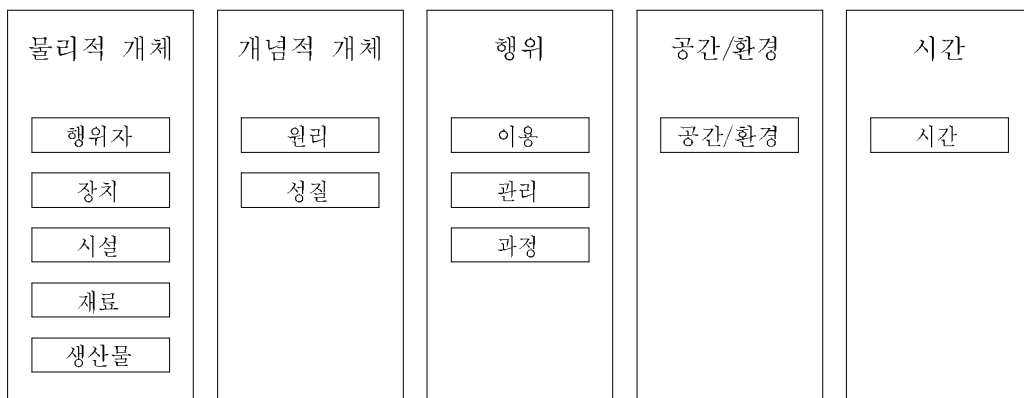 물리적 개체
행위자
장치
시설
재료
생산물
개념적 개체
원리
성질
행위
이용
관리
과정
공간/환경
공간/환경
시간
시간